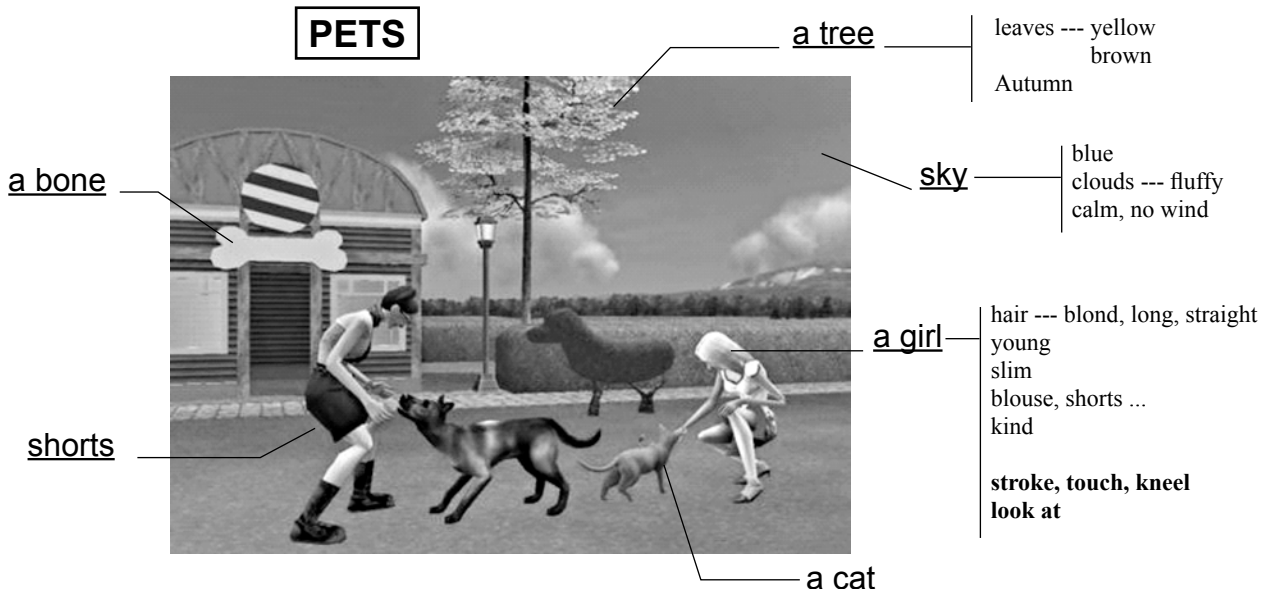 PETS
a tree
leaves --- yellow
brown
Autumn
a bone
sky
blue
clouds --- fluffy
calm, no wind
a girl
hair --- blond, long, straight
young
slim
blouse, shorts ...
kind
stroke, touch, kneel
look at
shorts
a cat